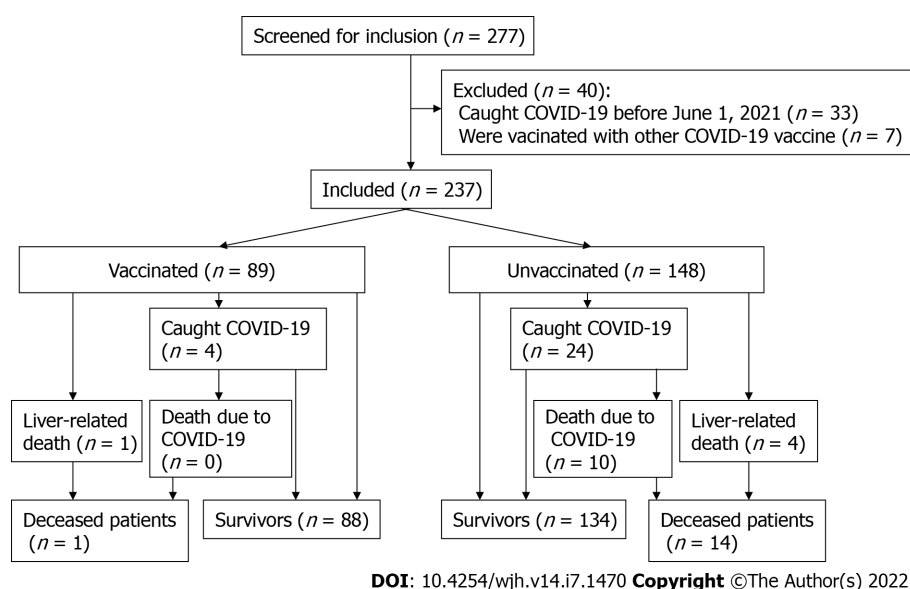 Screened for inclusion (n = 277)
Excluded (n = 40):
Caught COVID-19 before June 1, 2021 (n = 33)
Were vacinated with other COVID-19 vaccine (n = 7)
Included (n = 237)
Vaccinated (n = 89)
Unvaccinated (n = 148)
Caught COVID-19
(n = 4)
Caught COVID-19
(n = 24)
Liver-related
death (n = 1)
Death due to
COVID-19
(n = 0)
Death due to
COVID-19
(n = 10)
Liver-related
death (n = 4)
Deceased patients
(n = 1)
Survivors (n = 88)
Survivors (n = 134)
Deceased patients
(n = 14)
DOI: 10.4254/wjh.v14.i7.1470 Copyright ©The Author(s) 2022